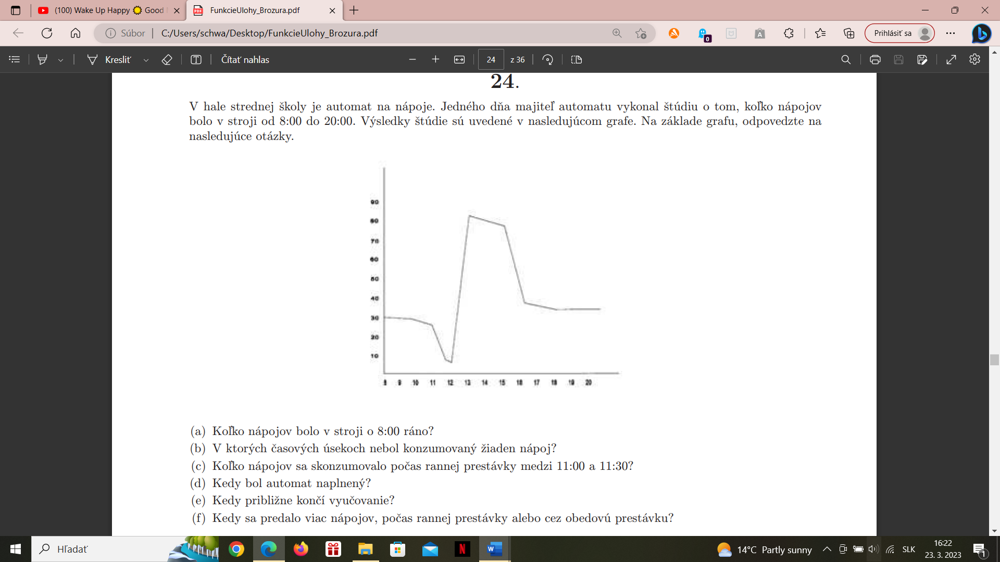 (100) Wake Up Happy 🌞 Good
FunkcieUlohy_Brozura.pdf
Súbor
C:/Users/schwa/Desktop/FunkcieUlohy_Brozura.pdf
0
A
Prihlásiť sa
Kresliť
T
Čítať nahlas
24
z 36
24.
V hale strednej školy je automat na nápoje. Jedného dňa majiteľ automatu vykonal štúdiu o tom, koľko nápojov
bolo v stroji od 8:00 do 20:00. Výsledky štúdie sú uvedené v nasledujúcom grafe. Na základe grafu, odpovedzte na
nasledujúce otázky.
90
80
70
60
50
40
30
20
10
8 9 10 11 12 13 14 15 16 17 18 19 20
(a) Koľko nápojov bolo v stroji o 8:00 ráno?
(b) V ktorých časových úsekoch nebol konzumovaný žiaden nápoj?
(c) Koľko nápojov sa skonzumovalo počas rannej prestávky medzi 11:00 a 11:30?
(d) Kedy bol automat naplnený?
(e) Kedy približne končí vyučovanie?
(f) Kedy sa predalo viac nápojov, počas rannej prestávky alebo cez obedovú prestávku?
Hľadať
N
W
14°C Partly sunny
SLK
16:22
23. 3. 2023
1